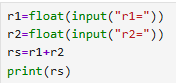 r1=float(input("r1="))
r2=float(input("r2="))
rs=r1+r2
print(rs)